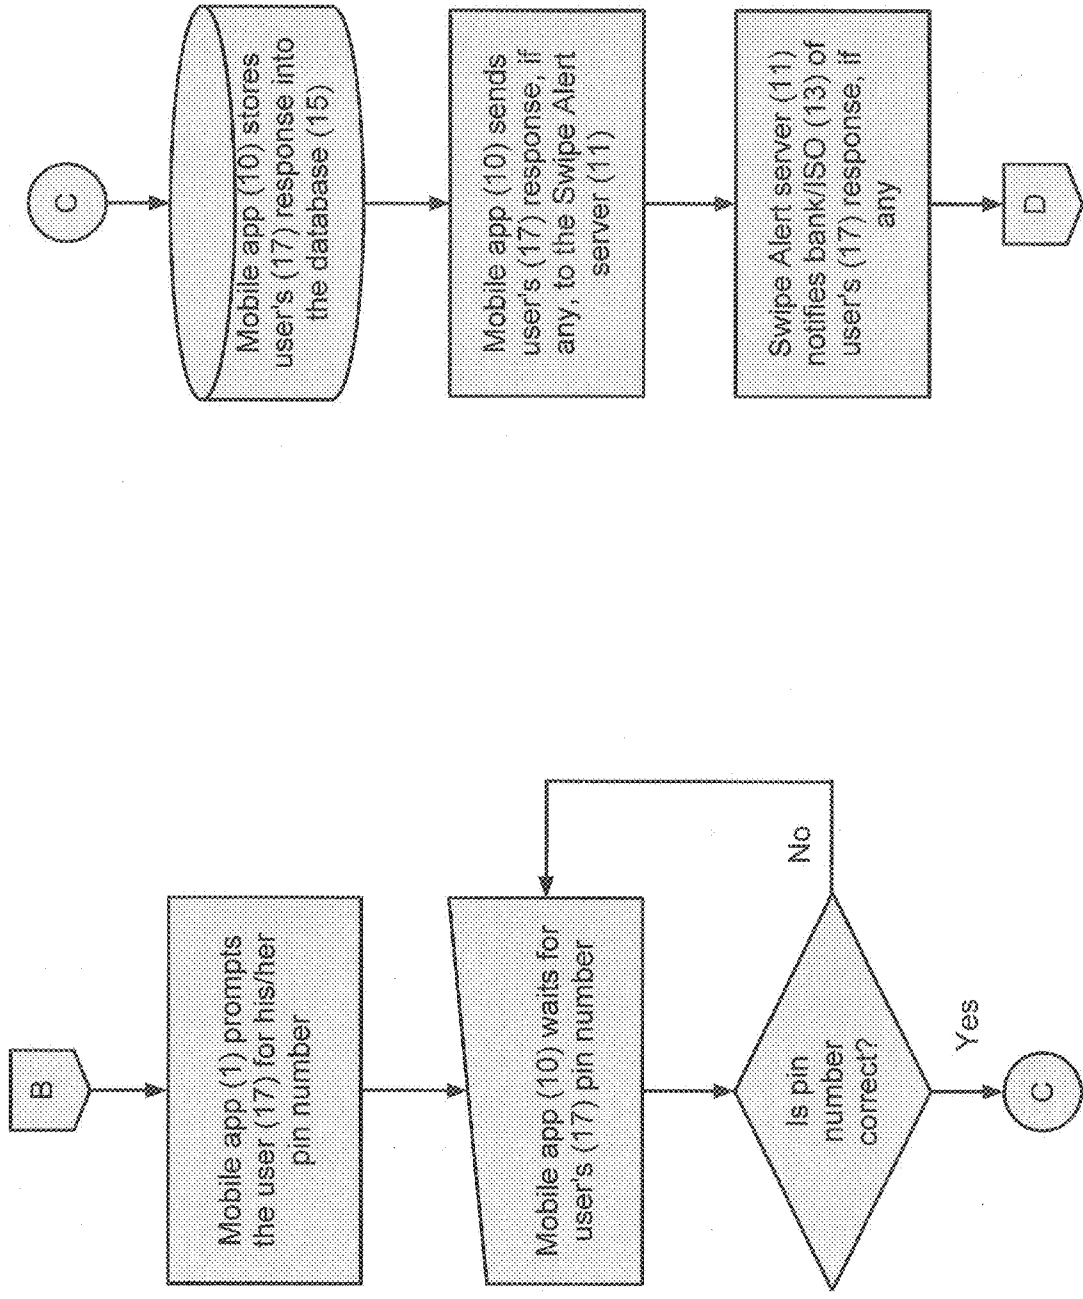 B
Mobile app (1) prompts
the user (17) for his/her
pin number
Mobile app (10) waits for
user's (17) pin number
Is pin
number
correct?
No
Yes
C
C
Mobile app (10) stores
user's (17) response into
the database (15)
Mobile app (10) sends
user's (17) response, if
any, to the Swipe Alert
server (11)
Swipe Alert server (11)
notifies bank/ISO (13) of
user's (17) response, if
any
D